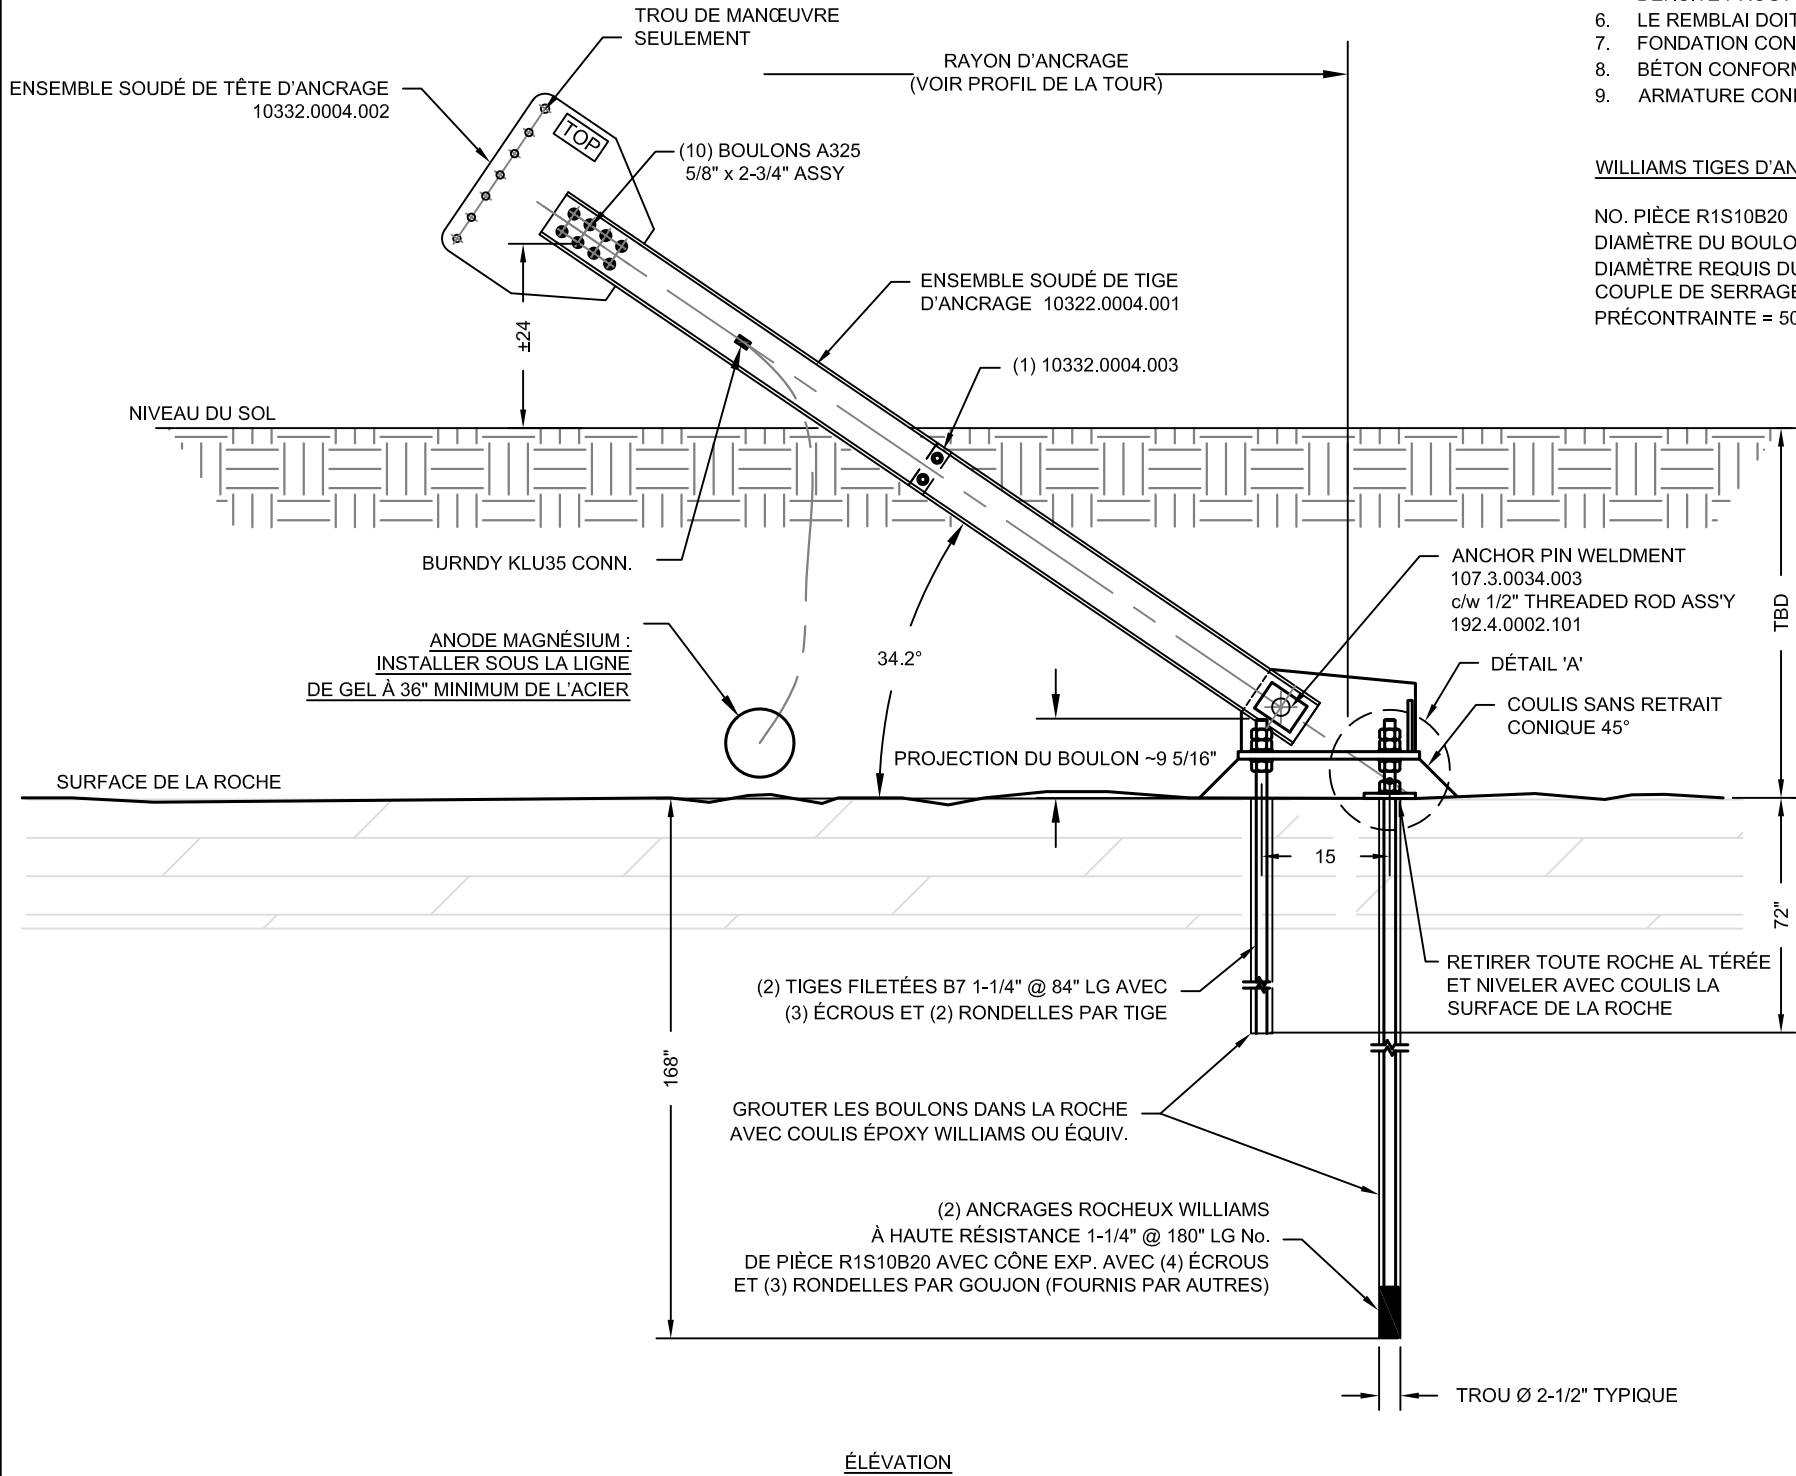 TROU DE MANŒUVRE
SEULEMENT
ENSEMBLE SOUDÉ DE TÊTE D'ANCRAGE
10332.0004.002
RAYON D'ANCRAGE
(VOIR PROFIL DE LA TOUR)
TOP
(10) BOULONS A325
5/8" x 2-3/4" ASSY
6. LE REMBLAI DOIT
7. FONDATION CON
8. BÉTON CONFORM
9. ARMATURE CON
WILLIAMS TIGES D'AN
NO. PIÈCE R1S10B20
DIAMÈTRE DU BOULO
DIAMÈTRE REQUIS DU
COUPLE DE SERRAGE
PRÉCONTRAINTE = 50
ENSEMBLE SOUDÉ DE TIGE
D'ANCRAGE 10322.0004.001
±24
(1) 10332.0004.003
NIVEAU DU SOL
BURNDY KLU35 CONN.
ANCHOR PIN WELDMENT
107.3.0034.003
c/w 1/2" THREADED ROD ASS'Y
192.4.0002.101
TBD
ANODE MAGNÉSIUM :
INSTALLER SOUS LA LIGNE
DE GEL À 36" MINIMUM DE L'ACIER
34.2°
DÉTAIL 'A'
COULIS SANS RETRAIT
CONIQUE 45°
PROJECTION DU BOULON ~9 5/16"
SURFACE DE LA ROCHE
15
72"
RETIRER TOUTE ROCHE AL TÉRÉE
ET NIVELER AVEC COULIS LA
SURFACE DE LA ROCHE
(2) TIGES FILETÉES B7 1-1/4" @ 84" LG AVEC
(3) ÉCROUS ET (2) RONDELLES PAR TIGE
168"
GROUTER LES BOULONS DANS LA ROCHE
AVEC COULIS ÉPOXY WILLIAMS OU ÉQUIV.
(2) ANCRAGES ROCHEUX WILLIAMS
À HAUTE RÉSISTANCE 1-1/4" @ 180" LG No.
DE PIÈCE R1S10B20 AVEC CÔNE EXP. AVEC (4) ÉCROUS
ET (3) RONDELLES PAR GOUJON (FOURNIS PAR AUTRES)
TROU Ø 2-1/2" TYPIQUE
ÉLÉVATION